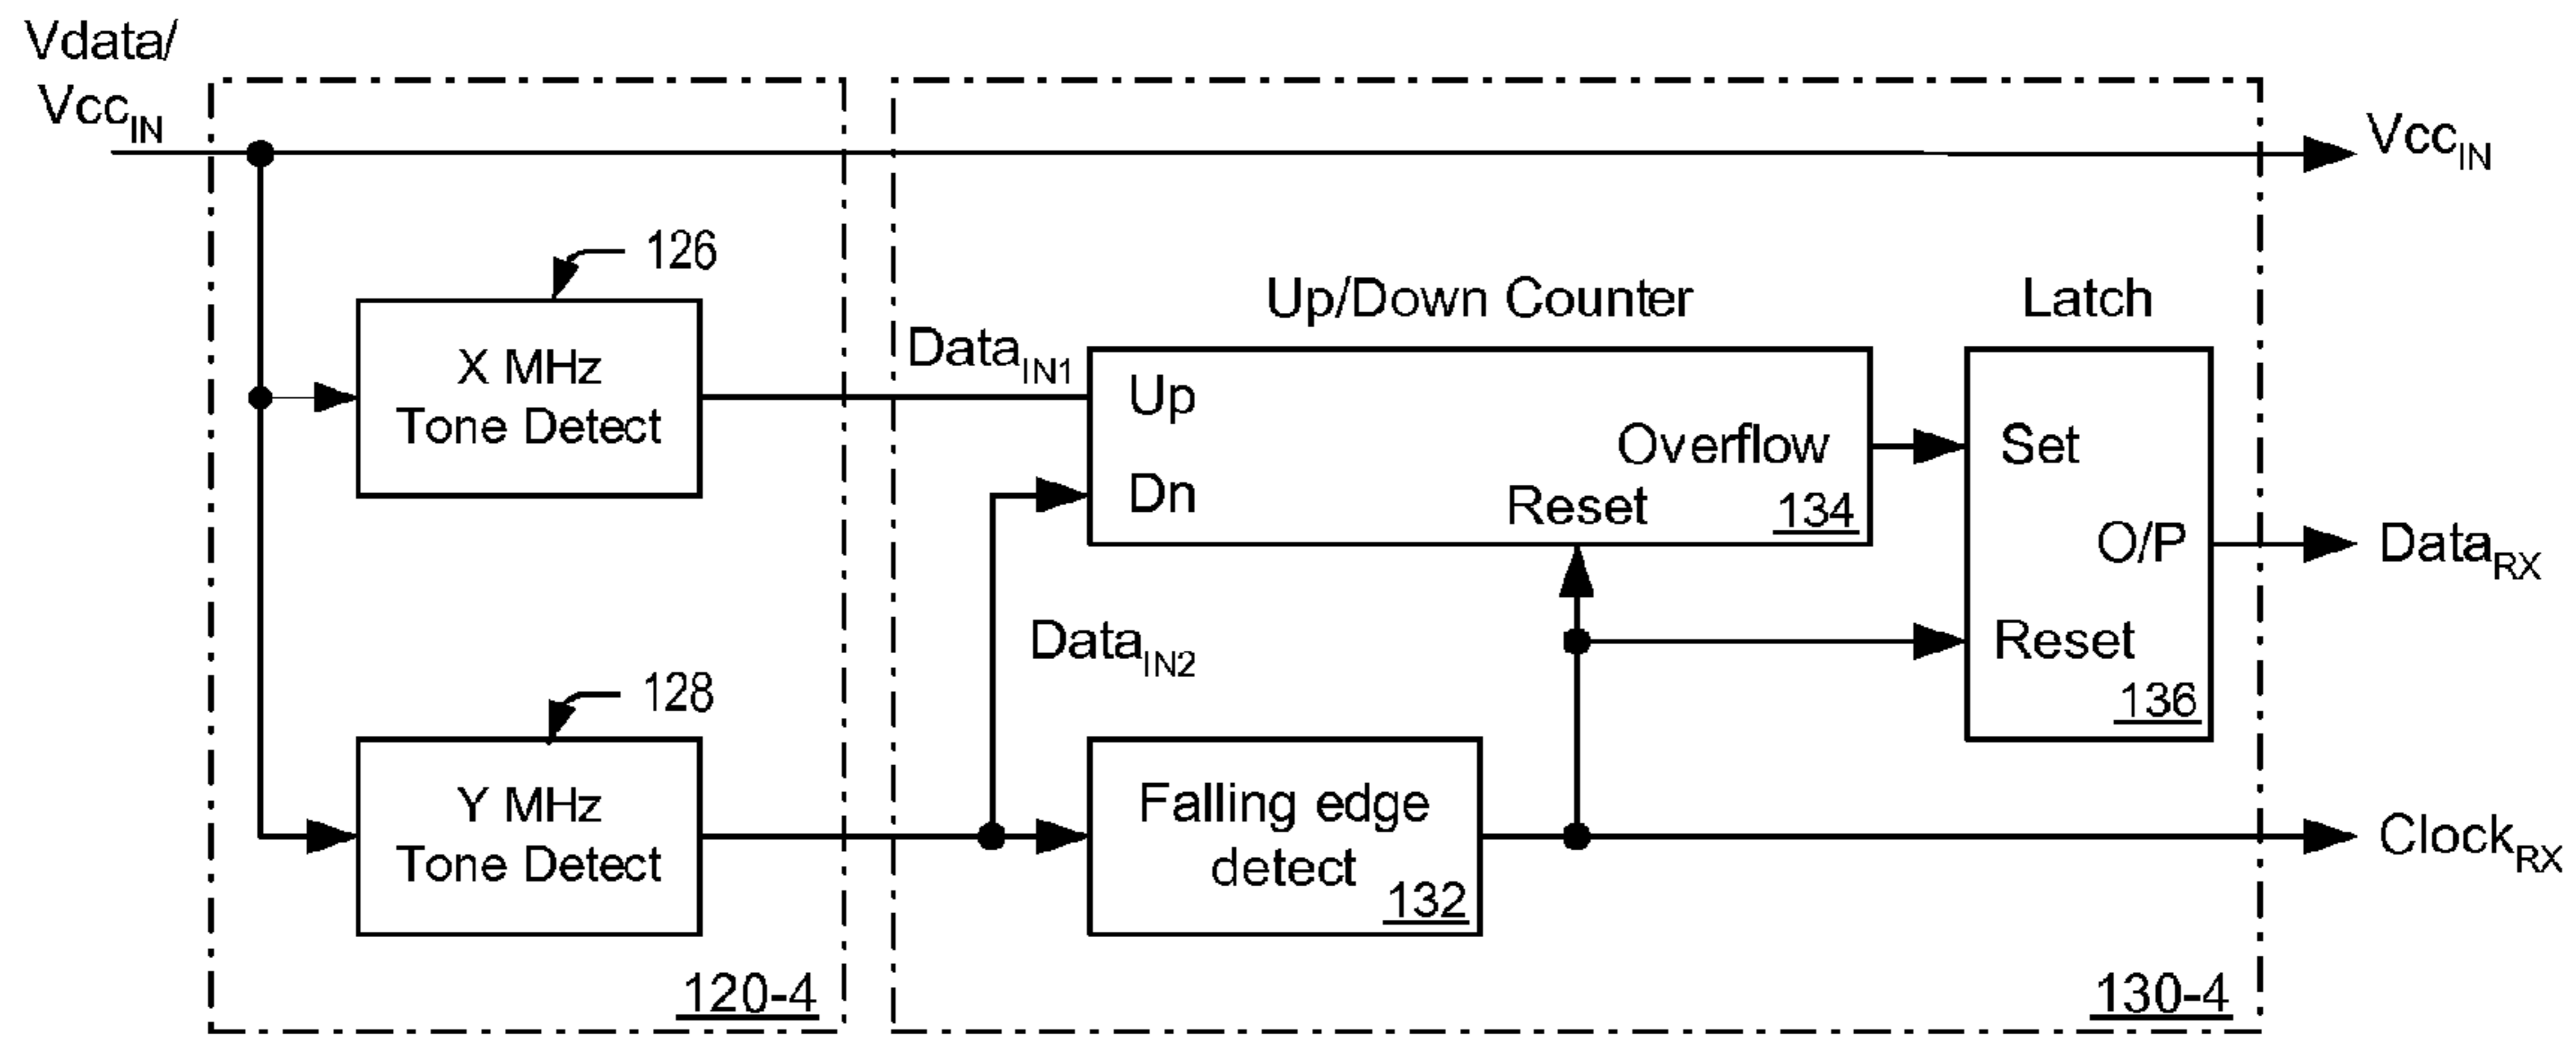 Vdata/
VccIN
VccIN
126
X MHz
Tone Detect
Up/Down Counter
Latch
DataIN1
Up
Dn
Overflow
Reset
134
Set
O/P
Reset
136
DataRX
DataIN2
128
Y MHz
Tone Detect
Falling edge
detect
132
ClockRX
120-4
130-4